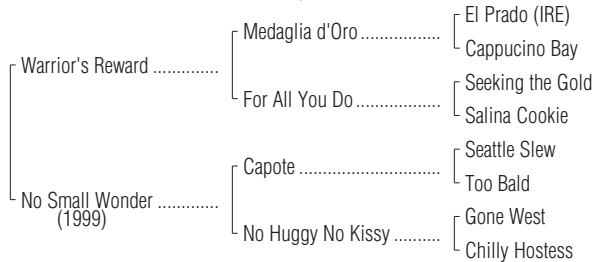 El Prado (IRE)
Medaglia d'Oro .................
Cappucino Bay
Warrior's Reward ..............
Seeking the Gold
For All You Do ..................
Salina Cookie
Seattle Slew
Capote ..............................
Too Bald
No Small Wonder .............
(1999)
Gone West
No Huggy No Kissy ..........
Chilly Hostess